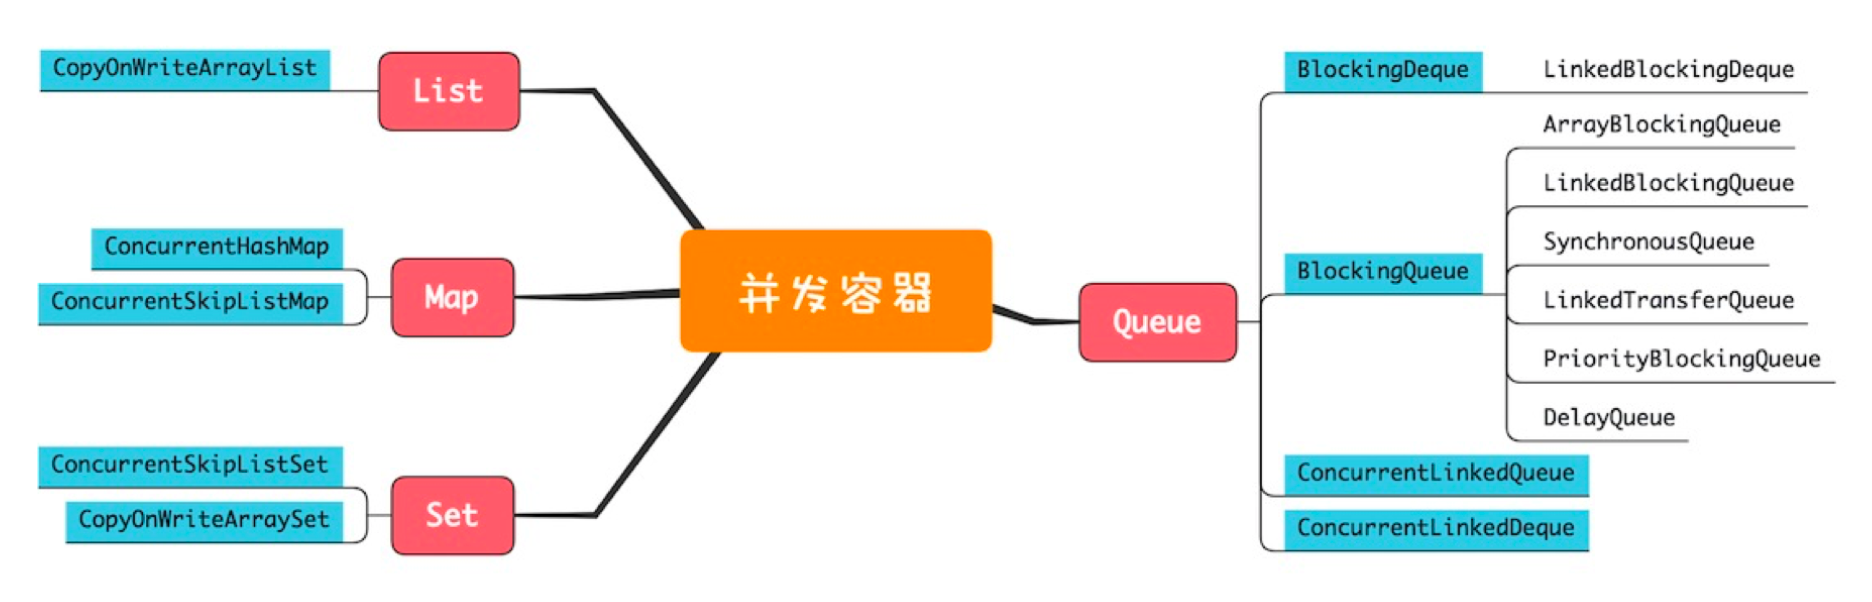 并发容器
List
CopyOnWriteArrayList
Map
ConcurrentHashMap
ConcurrentSkipListMap
Set
ConcurrentSkipListSet
CopyOnWriteArraySet
Queue
BlockingDeque
LinkedBlockingDeque
BlockingQueue
ArrayBlockingQueue
LinkedBlockingQueue
SynchronousQueue
LinkedTransferQueue
PriorityBlockingQueue
DelayQueue
ConcurrentLinkedQueue
ConcurrentLinkedDeque